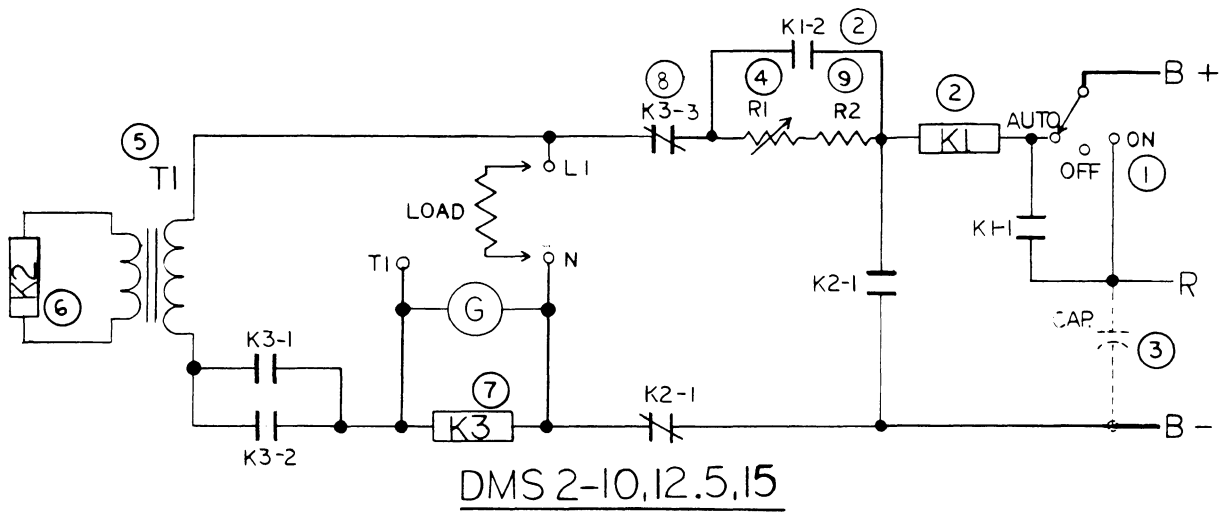 K1-2 2
8 4 9 2 B +
K3-3 R1 R2 AUTO
K1 ON
5 OFF 1
T1 L1
LOAD K1-1
T1 N
K2 6 G K2-1 R
CAP. 3
K3-1
7 K2-1
K3 B -
K3-2
DMS 2-10,12.5,15